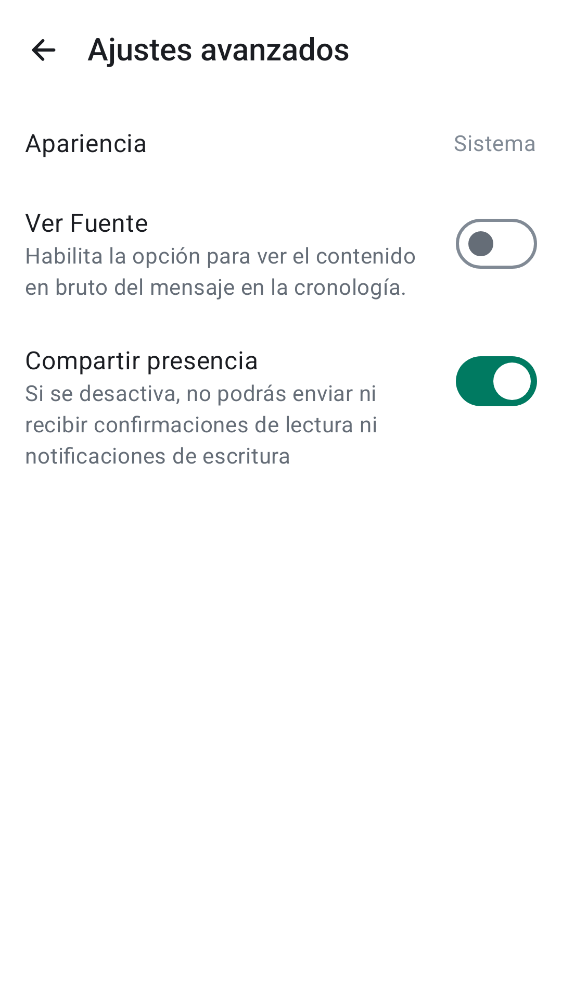 Ajustes avanzados
Apariencia
Sistema
Ver Fuente
Habilita la opción para ver el contenido
en bruto del mensaje en la cronología.
Compartir presencia
Si se desactiva, no podrás enviar ni
recibir confirmaciones de lectura ni
notificaciones de escritura